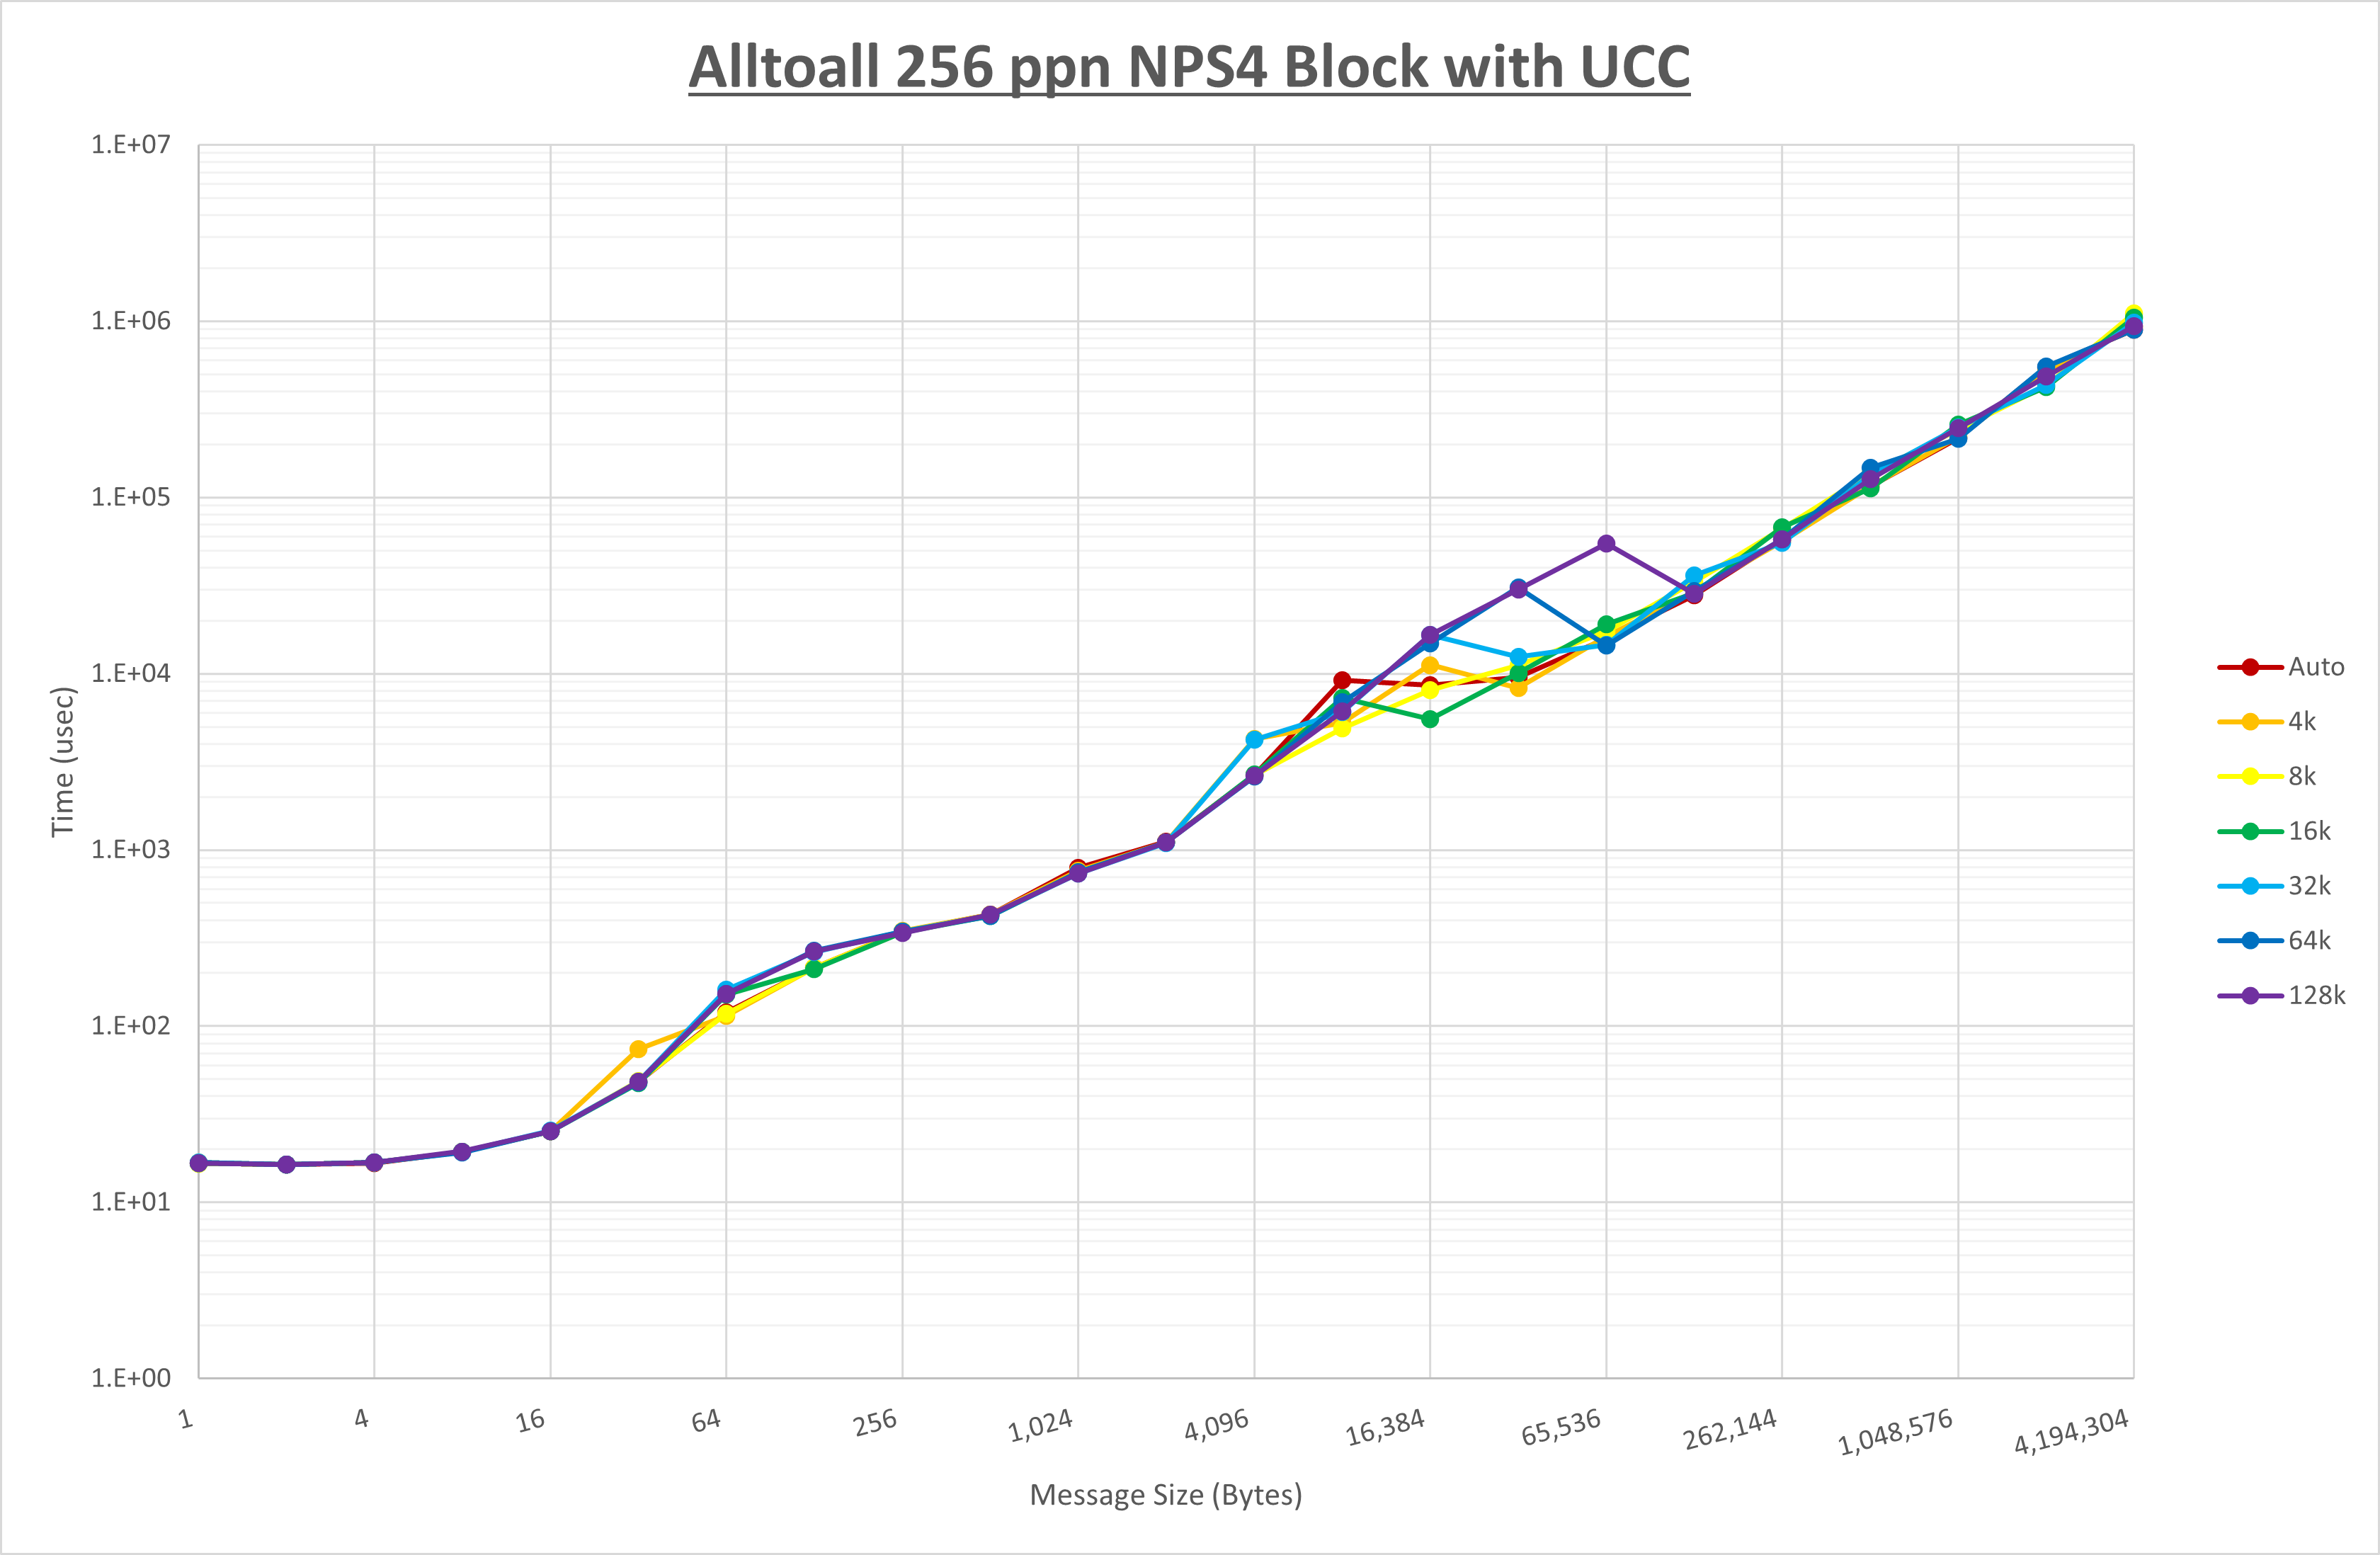 Alltoall 256 ppn NPS4 Block with UCC
1.E+07
1.E+06
1.E+05
1.E+04
1.E+03
1.E+02
1.E+01
1.E+00
Time (usec)
1
4
16
64
256
1,024
4,096
16,384
65,536
262,144
1,048,576
4,194,304
Message Size (Bytes)
Auto
4k
8k
16k
32k
64k
128k